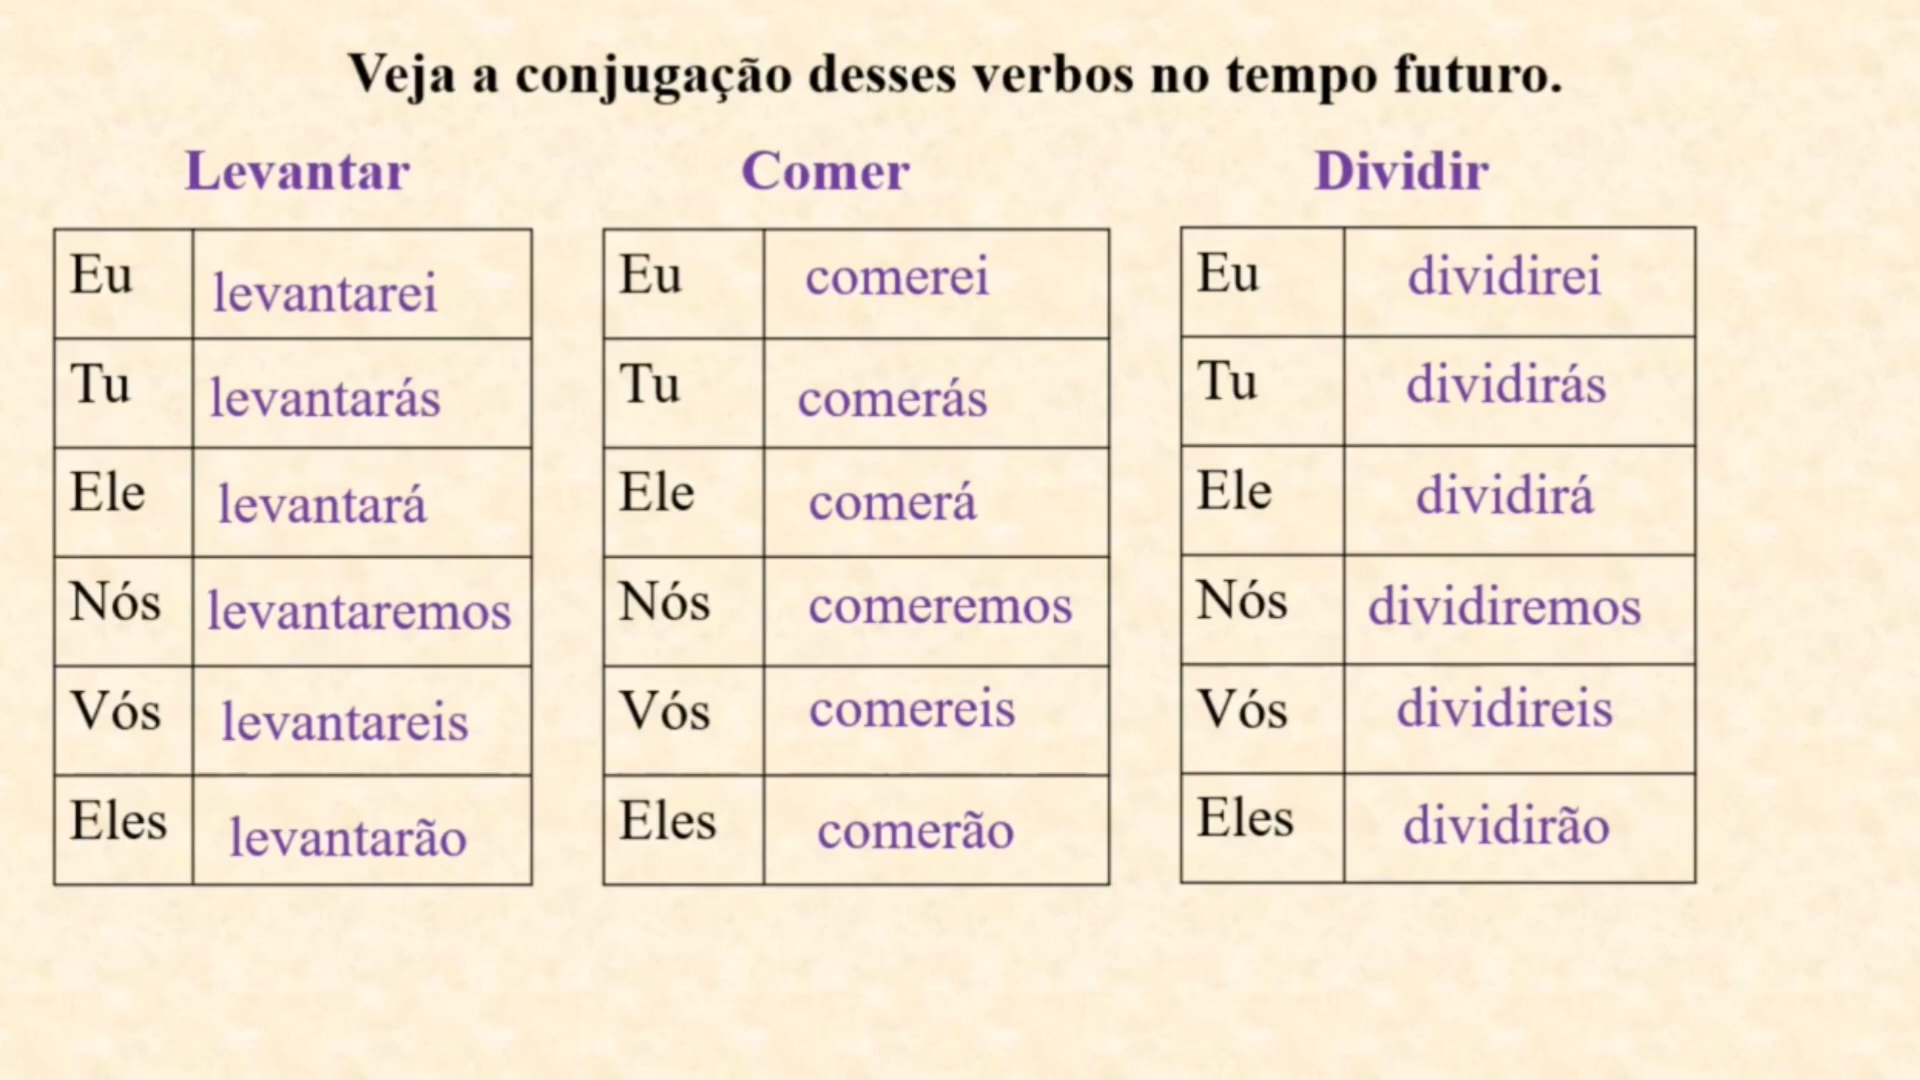 Veja a conjugação desses verbos no tempo futuro.
Levantar
Eu levantarei
Tu levantarás
Ele levantará
Nós levantaremos
Vós levantareis
Eles levantarão
Comer
Eu comerei
Tu comerás
Ele comerá
Nós comeremos
Vós comereis
Eles comerão
Dividir
Eu dividirei
Tu dividirás
Ele dividirá
Nós dividiremos
Vós dividireis
Eles dividirão